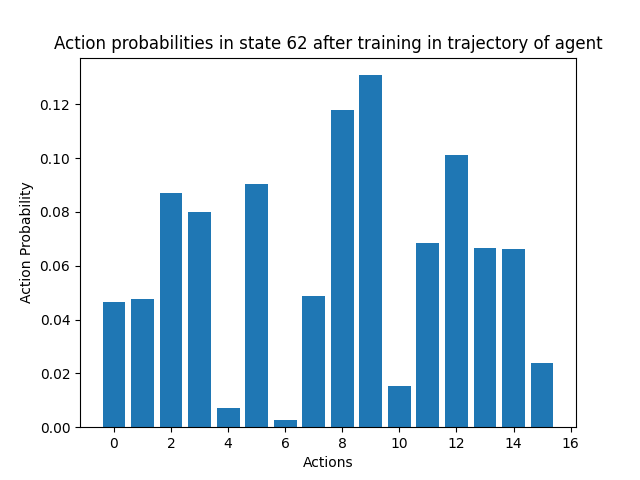 Action probabilities in state 62 after training in trajectory of agent
0.12
0.10
0.08
0.06
0.04
0.02
0.00
Action Probability
0 2 4 6 8 10 12 14 16
Actions